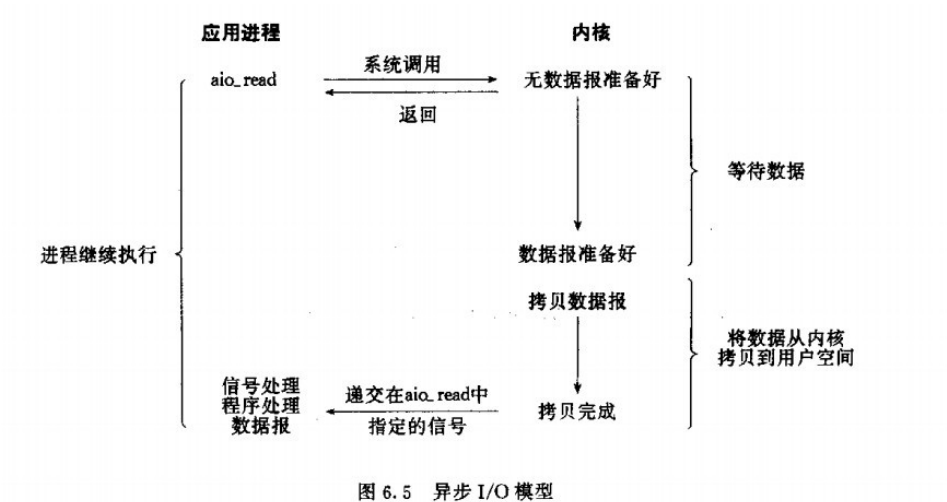 应用进程
内核
aio_read
系统调用
无数据报准备好
返回
等待数据
进程继续执行
数据报准备好
拷贝数据报
将数据从内核
拷贝到用户空间
信号处理
程序处理
数据报
递交在aio_read中
指定的信号
拷贝完成
图 6.5 异步 I/O 模型